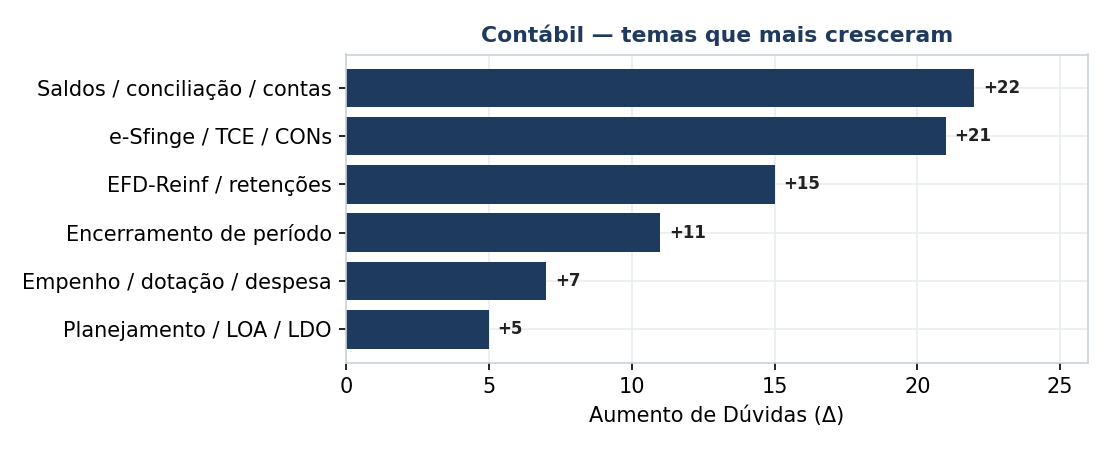 Contábil — temas que mais cresceram
Saldos / conciliação / contas
+22
e-Sfinge / TCE / CONs
+21
EFD-Reinf / retenções
+15
Encerramento de período
+11
Empenho / dotação / despesa
+7
Planejamento / LOA / LDO
+5
0 5 10 15 20 25
Aumento de Dúvidas (Δ)